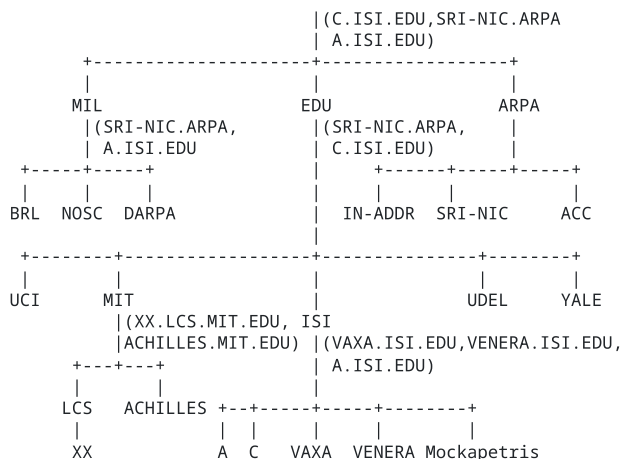 |(C.ISI.EDU,SRI-NIC.ARPA
| A.ISI.EDU)
+---------------------+------------------+
| | |
MIL EDU ARPA
|(SRI-NIC.ARPA, |(SRI-NIC.ARPA, |
| A.ISI.EDU | C.ISI.EDU) |
+-----+-----+ | +------+-----+-----+
| | | | | | |
BRL NOSC DARPA | IN-ADDR SRI-NIC ACC
|
+--------+------------------+---------------+--------+
| | | | |
UCI MIT | UDEL YALE
|(XX.LCS.MIT.EDU, ISI
|ACHILLES.MIT.EDU) |(VAXA.ISI.EDU,VENERA.ISI.EDU,
+---+---+ | A.ISI.EDU)
| | |
LCS ACHILLES +--+-----+-----+--------+
| | | | | |
XX A C VAXA VENERA Mockapetris